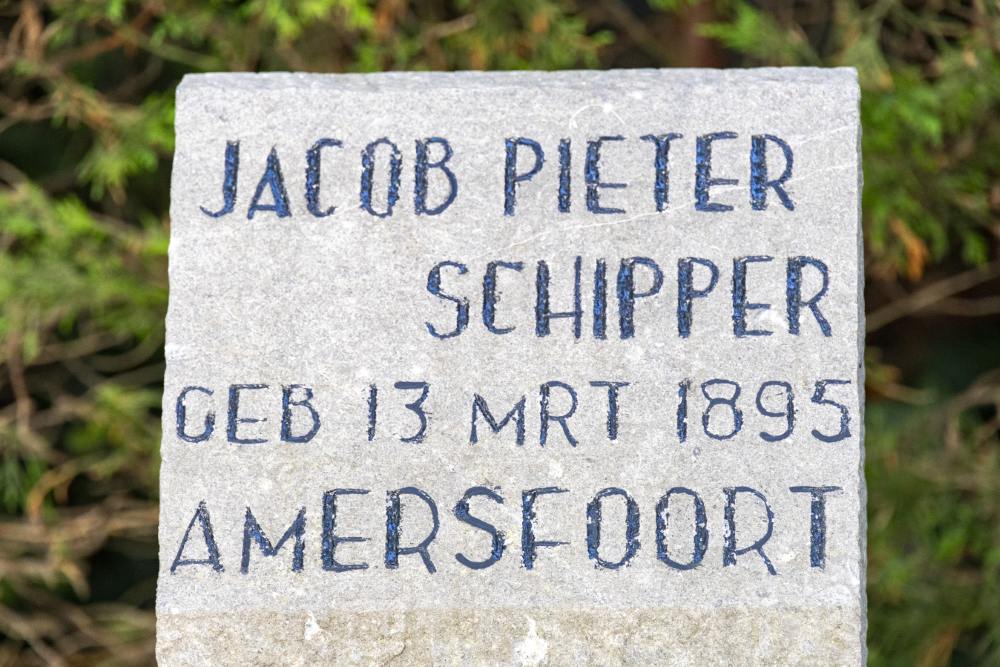 JACOB PIETER
SCHIPPER
GEB 13 MRT 1895
AMERSFOORT